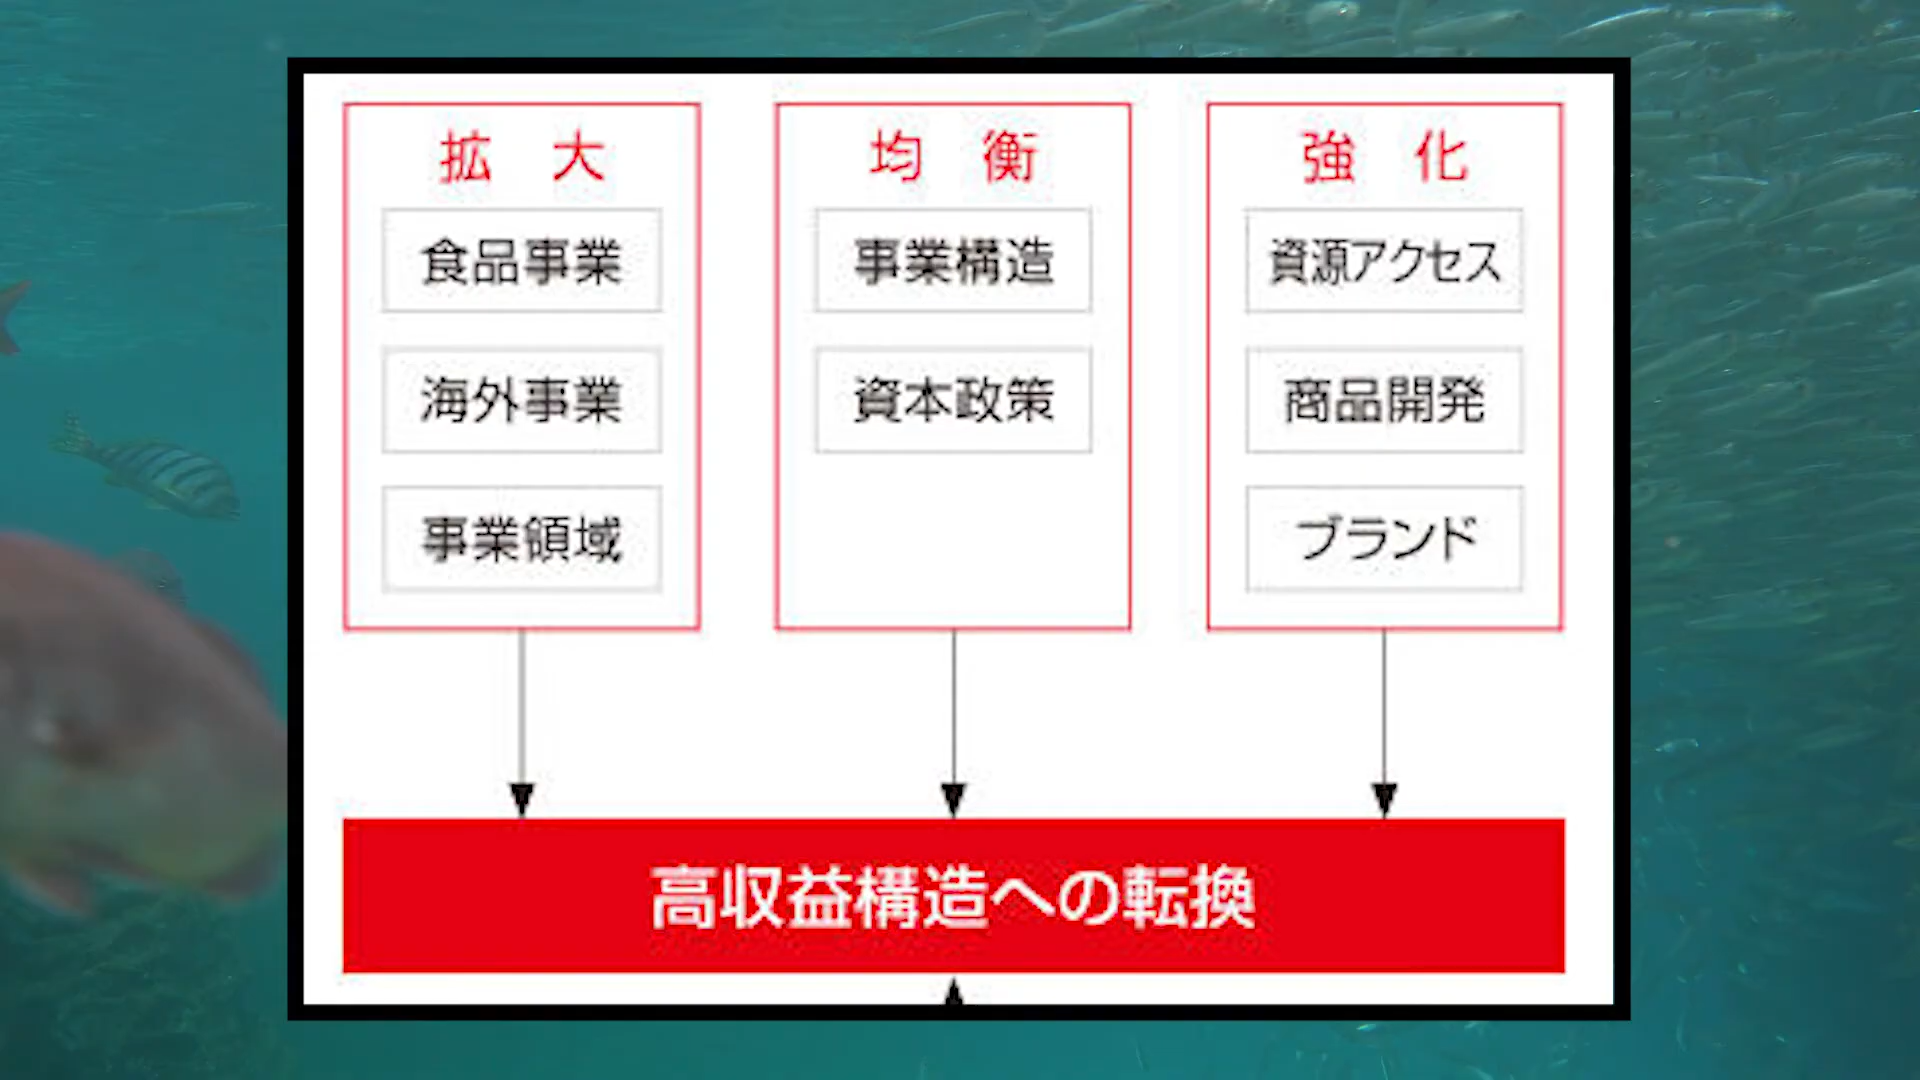 拡大
食品事業
海外事業
事業領域
均衡
事業構造
資本政策
強化
資源アクセス
商品開発
ブランド
高収益構造への転換